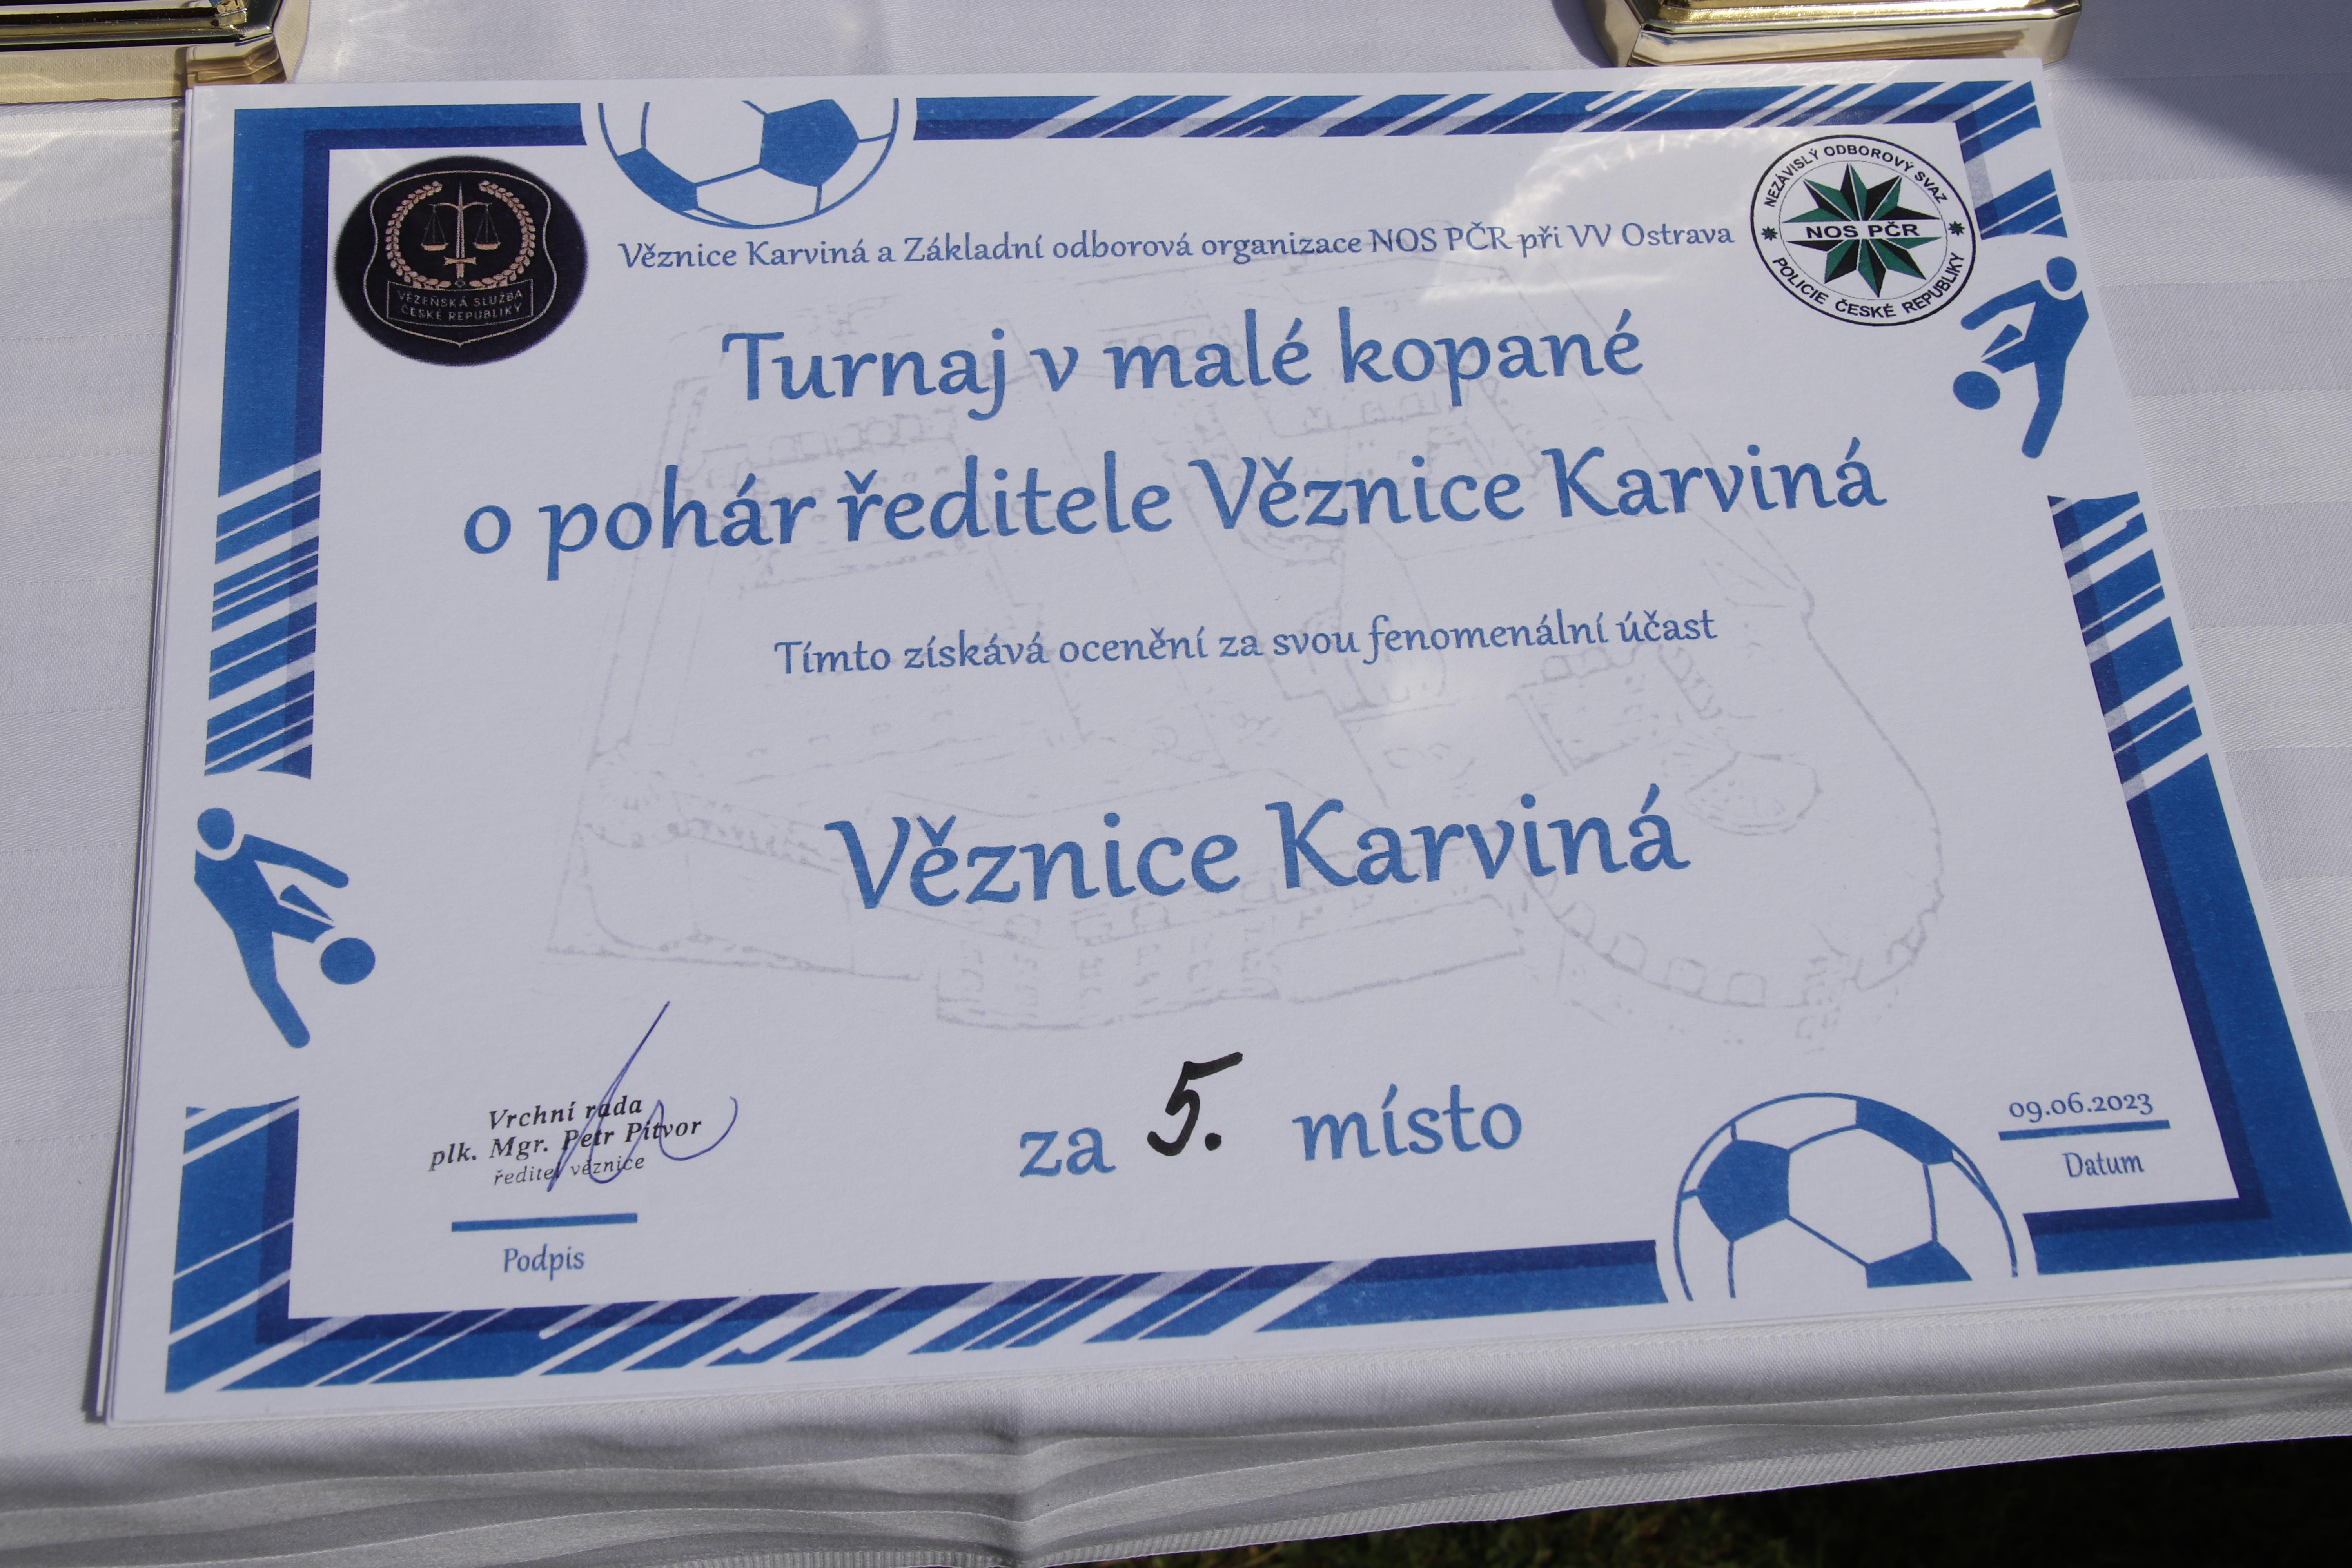 VĚZEŇSKÁ SLUŽBA
ČESKÉ REPUBLIKY
NEZÁVISLÝ ODBOROVÝ SVAZ
NOS PČR
POLICIE ČESKÉ REPUBLIKY
Věznice Karviná a Základní odborová organizace NOS PČR při VV Ostrava
Turnaj v malé kopané
o pohár ředitele Věznice Karviná
Tímto získává ocenění za svou fenomenální účast
Věznice Karviná
za 5. místo
Vrchní rada
plk. Mgr. Petr Pitvor
ředitel věznice
Podpis
09.06.2023
Datum